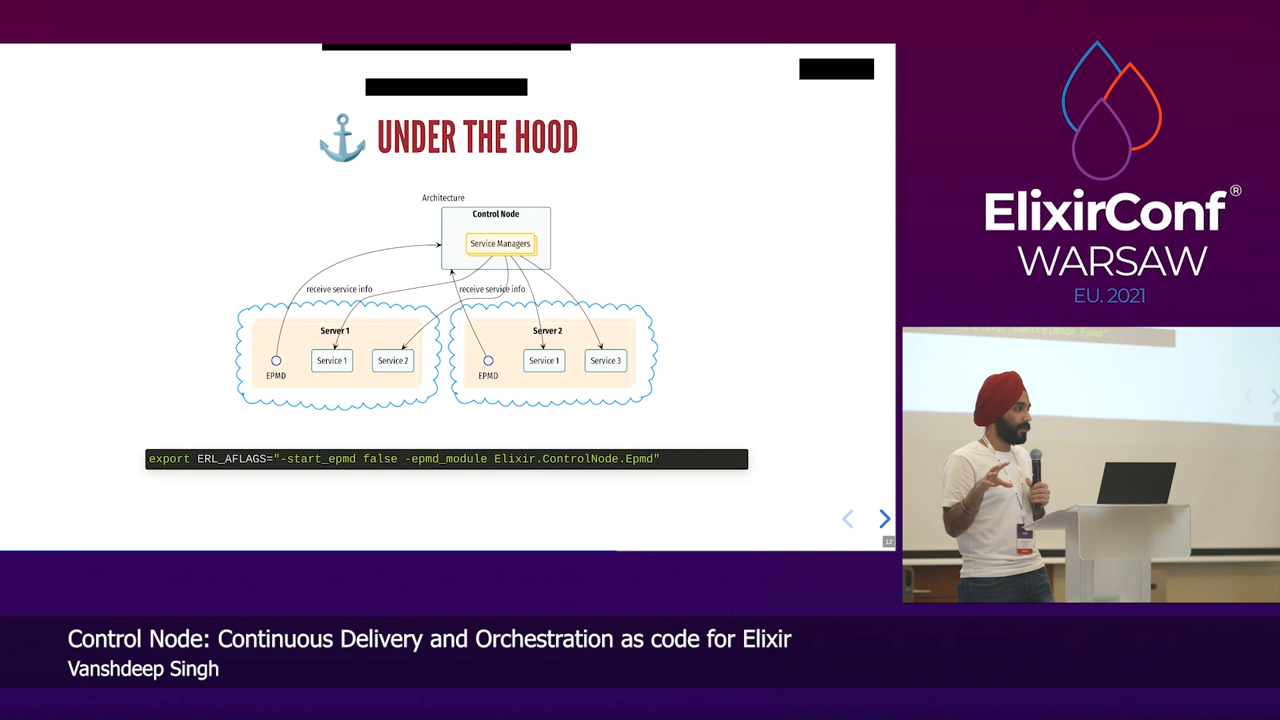 UNDER THE HOOD
Architecture
Control Node
Service Managers
receive service info
receive service info
Server 1
Server 2
Service 1
Service 2
Service 1
Service 3
EPMD
EPMD
export ERL_AFLAGS="-start_epmd false -epmd_module Elixir.ControlNode.Epmd"
12
ElixirConf®
WARSAW
EU. 2021
Control Node: Continuous Delivery and Orchestration as code for Elixir
Vanshdeep Singh